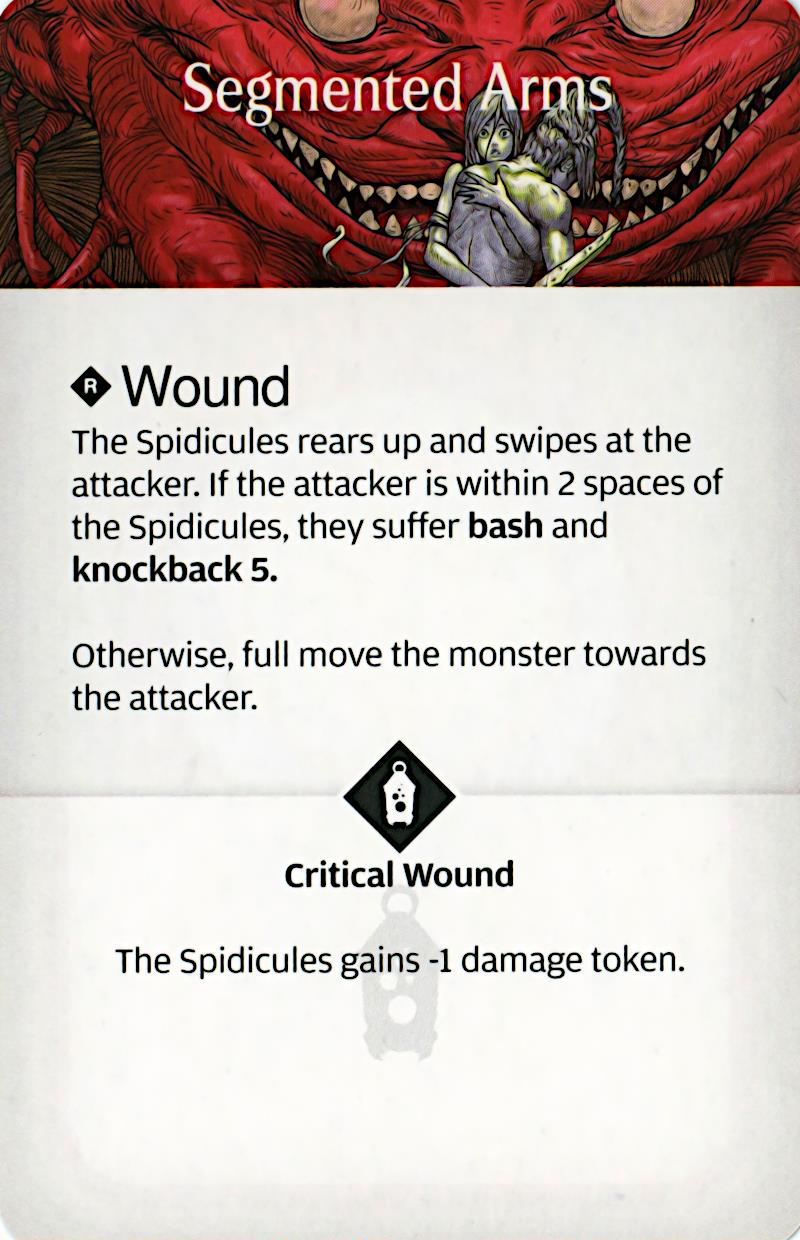 Segmented Arms
R Wound
The Spidicules rears up and swipes at the
attacker. If the attacker is within 2 spaces of
the Spidicules, they suffer bash and
knockback 5.
Otherwise, full move the monster towards
the attacker.
Critical Wound
The Spidicules gains -1 damage token.